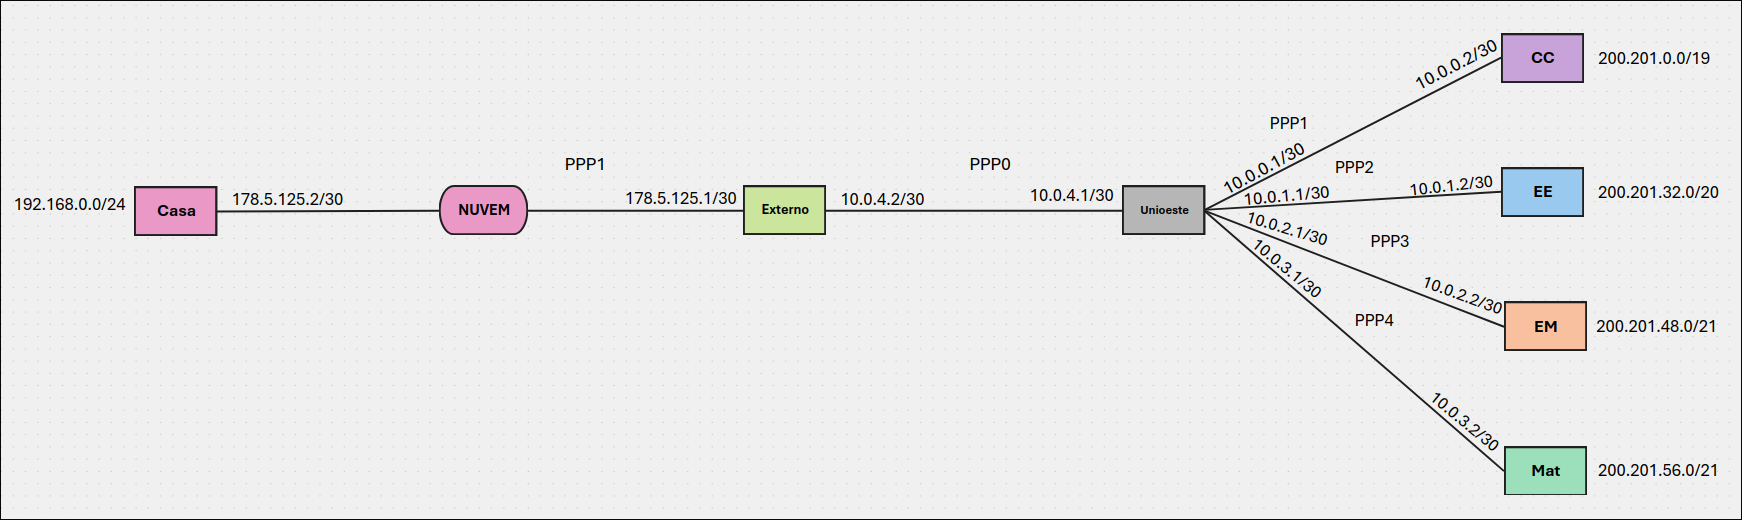 192.168.0.0/24
Casa
178.5.125.2/30
NUVEM
PPP1
178.5.125.1/30
Externo
10.0.4.2/30
PPP0
10.0.4.1/30
Unioeste
10.0.0.1/30
PPP1
10.0.0.2/30
CC
200.201.0.0/19
10.0.1.1/30
PPP2
10.0.1.2/30
EE
200.201.32.0/20
10.0.2.1/30
PPP3
10.0.2.2/30
EM
200.201.48.0/21
10.0.3.1/30
PPP4
10.0.3.2/30
Mat
200.201.56.0/21